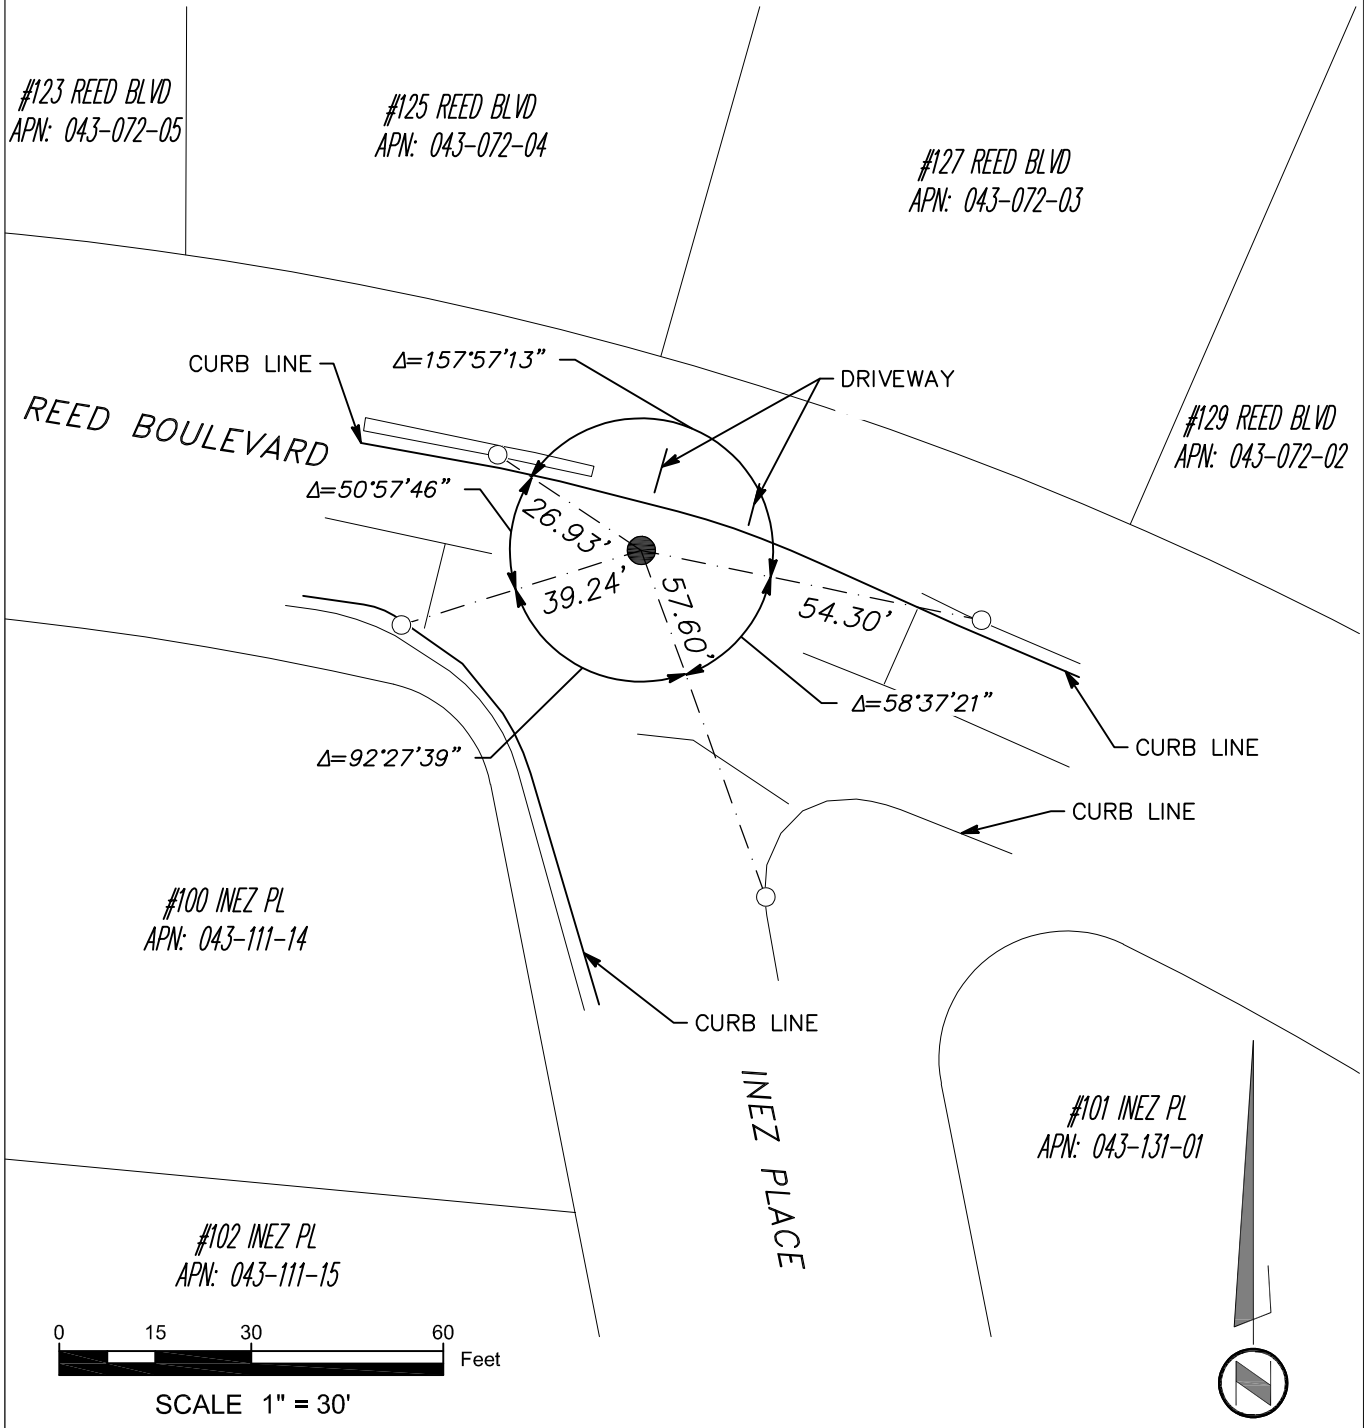 #123 REED BLVD
APN: 043-072-05
#125 REED BLVD
APN: 043-072-04
#127 REED BLVD
APN: 043-072-03
CURB LINE
Δ=157°57'13"
DRIVEWAY
REED BOULEVARD
#129 REED BLVD
APN: 043-072-02
Δ=50°57'46"
26.93'
39.24'
57.60'
54.30'
Δ=58°37'21"
Δ=92°27'39"
CURB LINE
CURB LINE
#100 INEZ PL
APN: 043-111-14
CURB LINE
INEZ PLACE
#101 INEZ PL
APN: 043-131-01
#102 INEZ PL
APN: 043-111-15
0 15 30 60
Feet
SCALE 1" = 30'
N